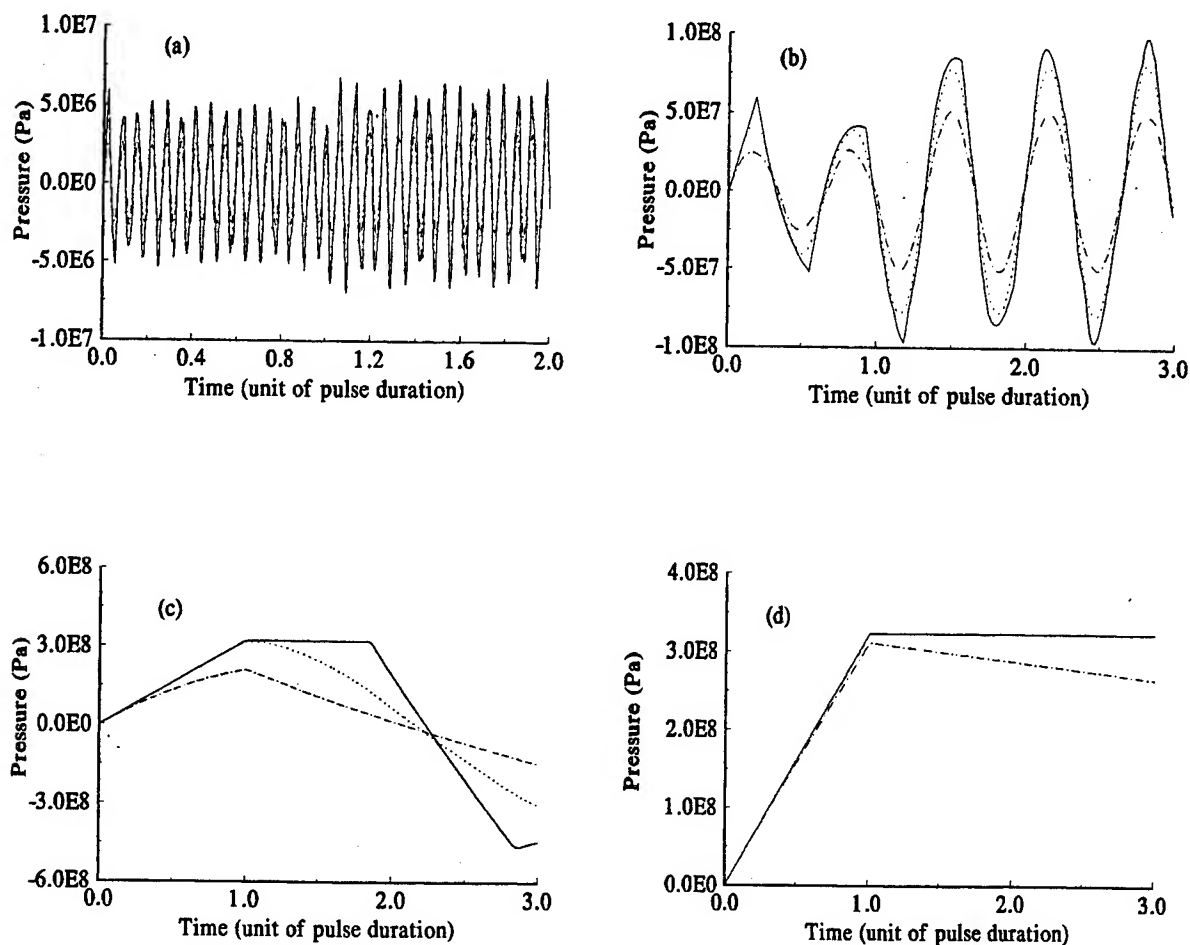 (a)
Pressure (Pa)
1.0E7
5.0E6
0.0E0
-5.0E6
-1.0E7
0.0 0.4 0.8 1.2 1.6 2.0
Time (unit of pulse duration)
(b)
Pressure (Pa)
1.0E8
5.0E7
0.0E0
-5.0E7
-1.0E8
0.0 1.0 2.0 3.0
Time (unit of pulse duration)
(c)
Pressure (Pa)
6.0E8
3.0E8
0.0E0
-3.0E8
-6.0E8
0.0 1.0 2.0 3.0
Time (unit of pulse duration)
(d)
Pressure (Pa)
4.0E8
3.0E8
2.0E8
1.0E8
0.0E0
0.0 1.0 2.0 3.0
Time (unit of pulse duration)